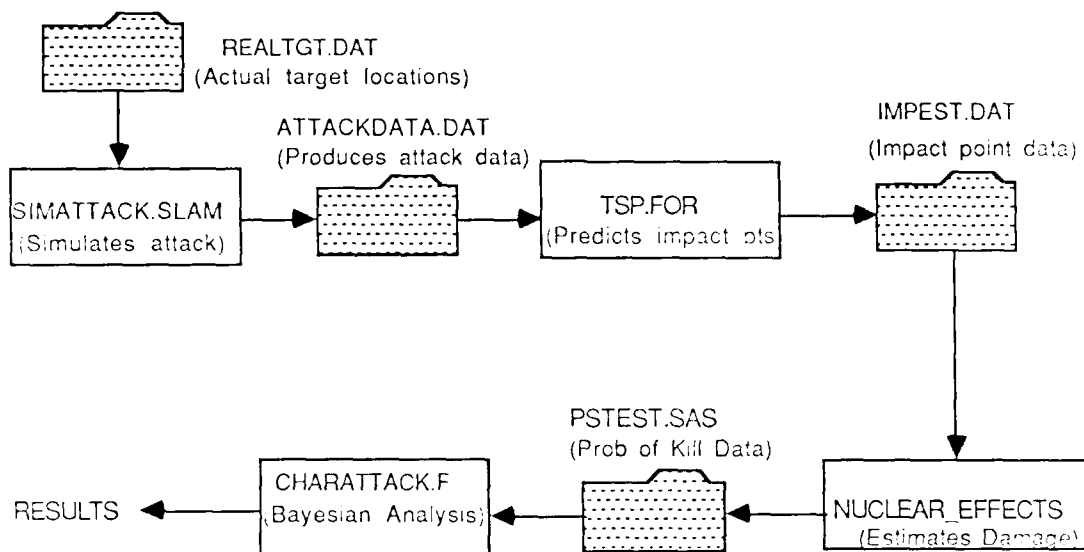 REALTGT.DAT
(Actual target locations)
ATTACKDATA.DAT
(Produces attack data)
IMPEST.DAT
(Impact point data)
SIMATTACK.SLAM
(Simulates attack)
TSP.FOR
(Predicts impact pts
PSTEST.SAS
(Prob of Kill Data)
RESULTS
CHARATTACK.F
(Bayesian Analysis)
NUCLEAR_EFFECTS
(Estimates Damage)